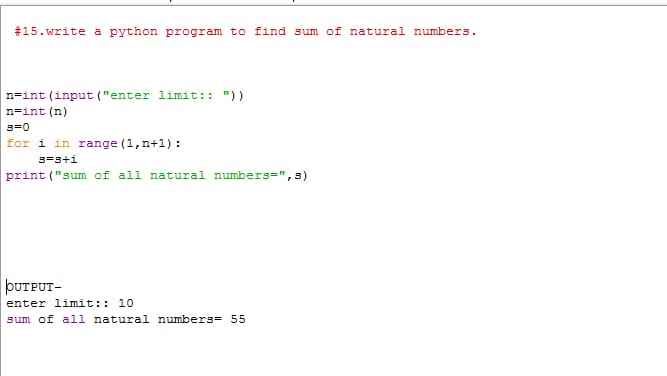 #15.write a python program to find sum of natural numbers.
n=int(input("enter limit:: "))
n=int(n)
s=0
for i in range(1,n+1):
    s=s+i
print("sum of all natural numbers=",s)
OUTPUT-
enter limit:: 10
sum of all natural numbers= 55